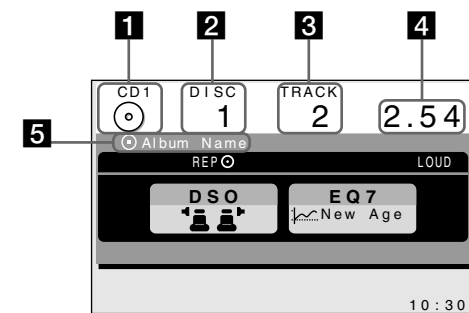 1 2 3 4
CD1 DISC TRACK
1 2 2.54
5 Album Name
REP LOUD
DSO EQ7
New Age
10:30